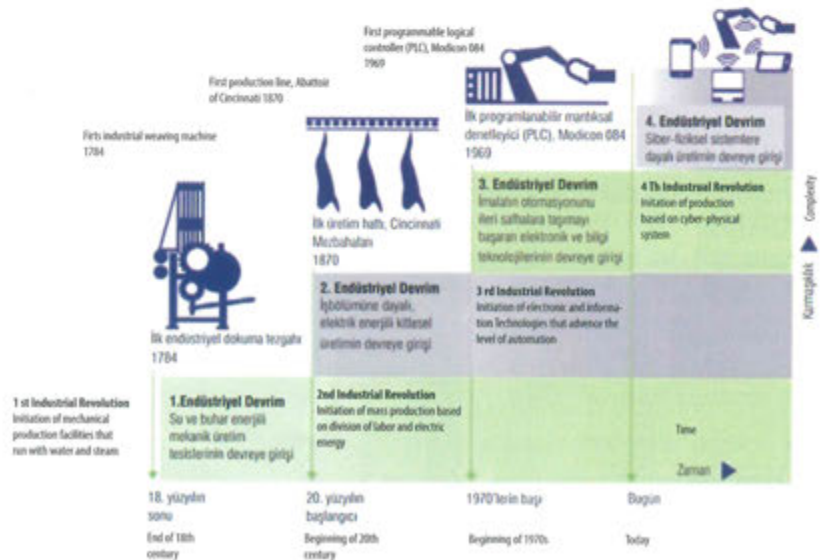 First programmable logical
controller (PLC), Modicon 084
1969
First production line, Abattoir
of Cincinnati 1870
Firts industrial weaving machine
1784
İlk endüstriyel dokuma tezgahı
1784
İlk üretim hattı, Cincinnati
Mezbahaları
1870
İlk programlanabilir mantıksal
denetleyici (PLC), Modicon 084
1969
4. Endüstriyel Devrim
Siber-fiziksel sistemlere
dayalı üretimin devreye girişi
3. Endüstriyel Devrim
İmalatın otomasyonunu
ileri safhalara taşımayı
başaran elektronik ve bilgi
teknolojilerinin devreye girişi
4 Th Industrual Revolution
Initiation of production
based on cyber-physical
system
2. Endüstriyel Devrim
İşbölümüne dayalı,
elektrik enerjili kitlesel
üretimin devreye girişi
3 rd Industrial Revolution
Initiation of electronic and informa-
tion Technologies that advence the
level of automation
1 st Industrial Revolution
Initiation of mechanical
production facilities that
run with water and steam
1.Endüstriyel Devrim
Su ve buhar enerjili
mekanik üretim
tesislerinin devreye girişi
2nd Industrial Revolution
Initiation of mass production based
on division of labor and electric
energy
Time
Zaman
Karmaşıklık
Complexity
18. yüzyılın
sonu
End of 18th
century
20. yüzyılın
başlangıcı
Beginning of 20th
century
1970'lerin başı
Beginning of 1970s
Bugün
Today